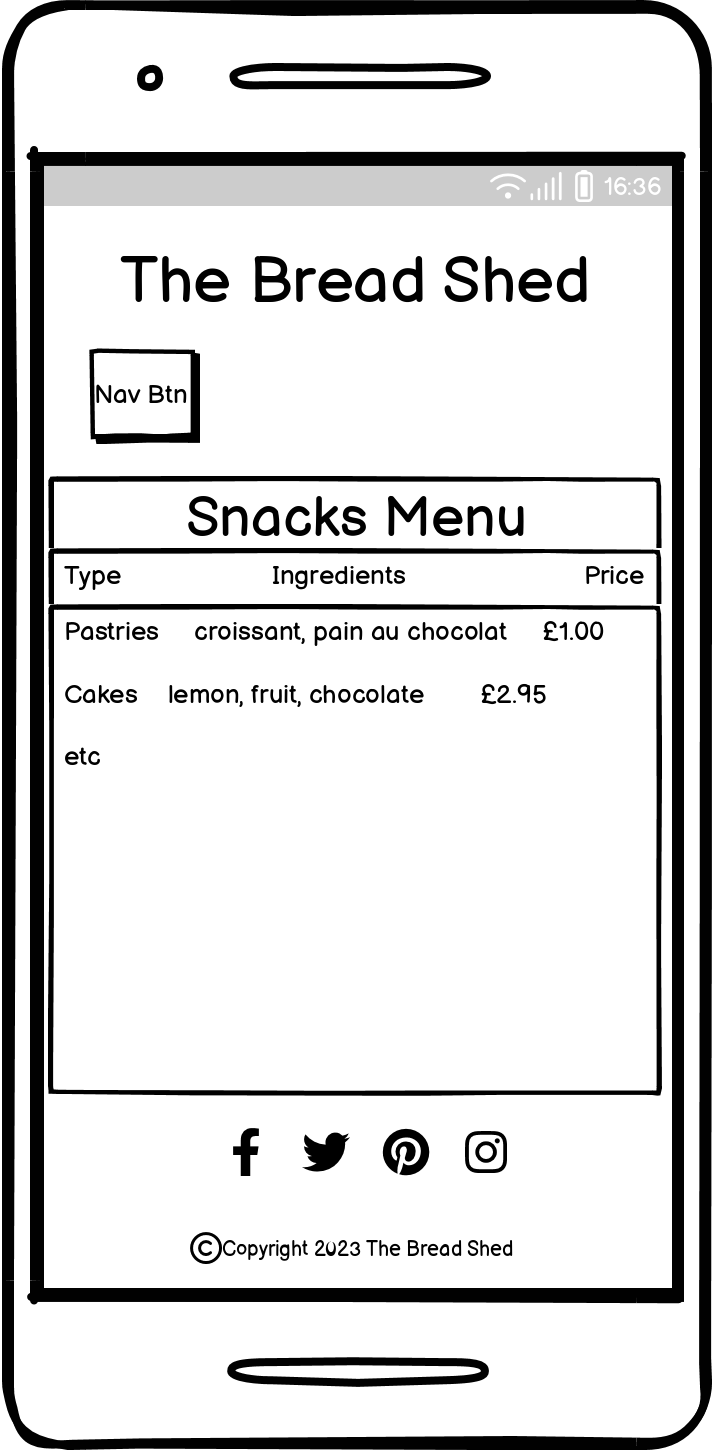 16:36
The Bread Shed
Nav Btn
Snacks Menu
Type Ingredients Price
Pastries croissant, pain au chocolat £1.00
Cakes lemon, fruit, chocolate £2.95
etc
©Copyright 2023 The Bread Shed